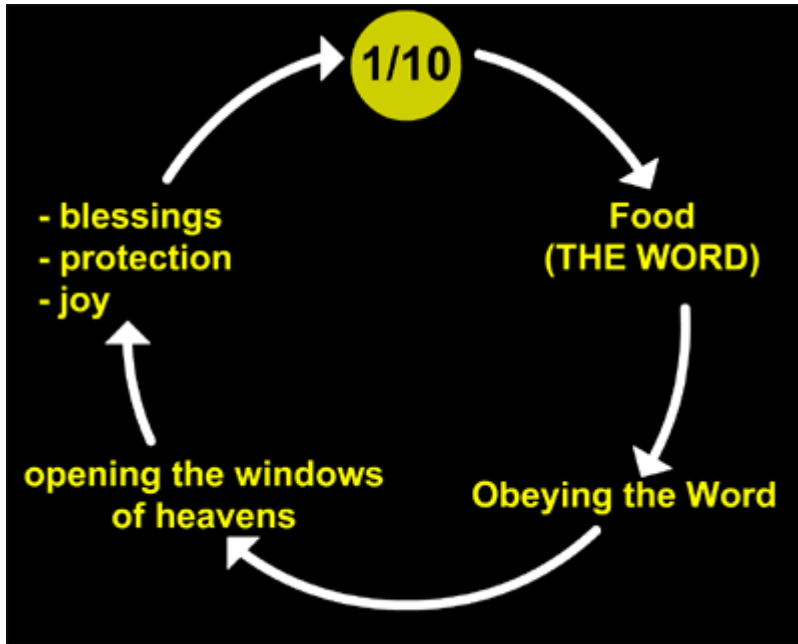 1/10
Food
(THE WORD)
Obeying the Word
opening the windows
of heavens
- blessings
- protection
- joy